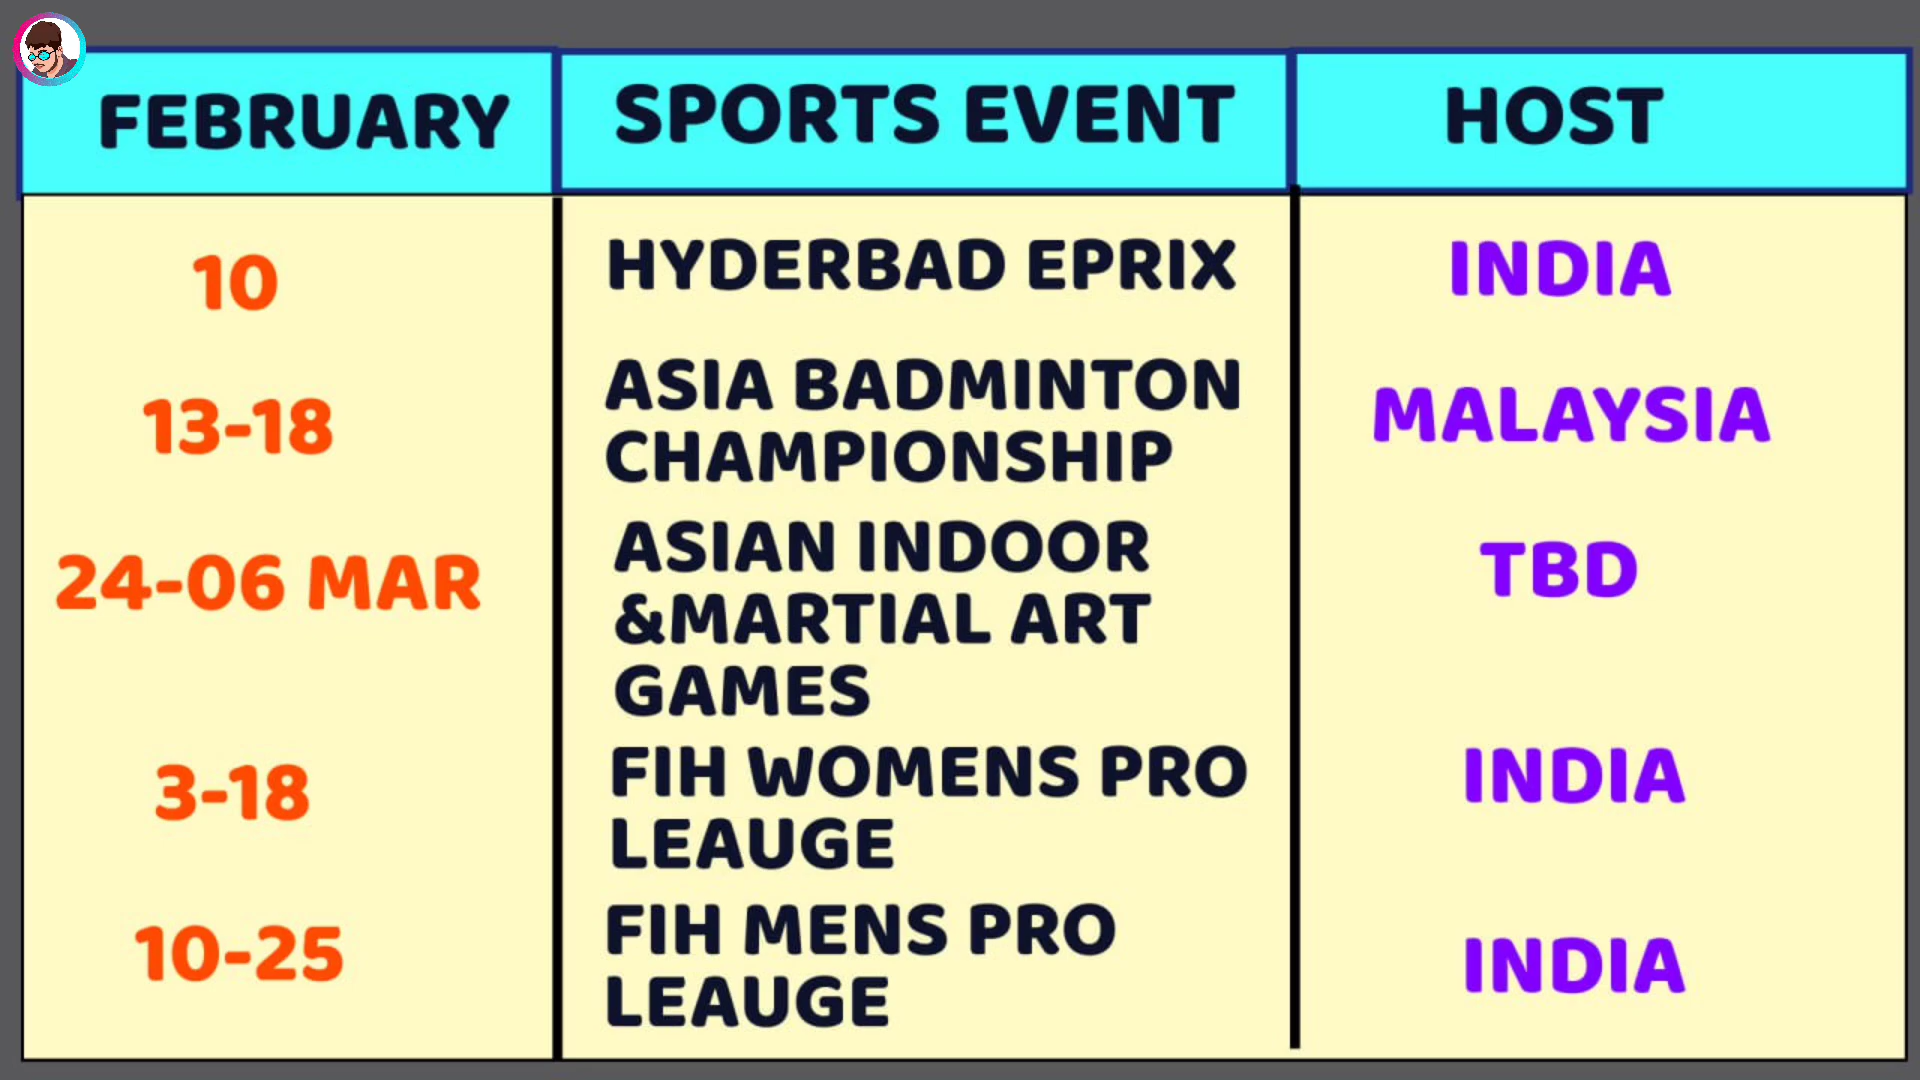 FEBRUARY SPORTS EVENT HOST
10 HYDERBAD EPRIX INDIA
13-18 ASIA BADMINTON CHAMPIONSHIP MALAYSIA
24-06 MAR ASIAN INDOOR &MARTIAL ART GAMES TBD
3-18 FIH WOMENS PRO LEAUGE INDIA
10-25 FIH MENS PRO LEAUGE INDIA